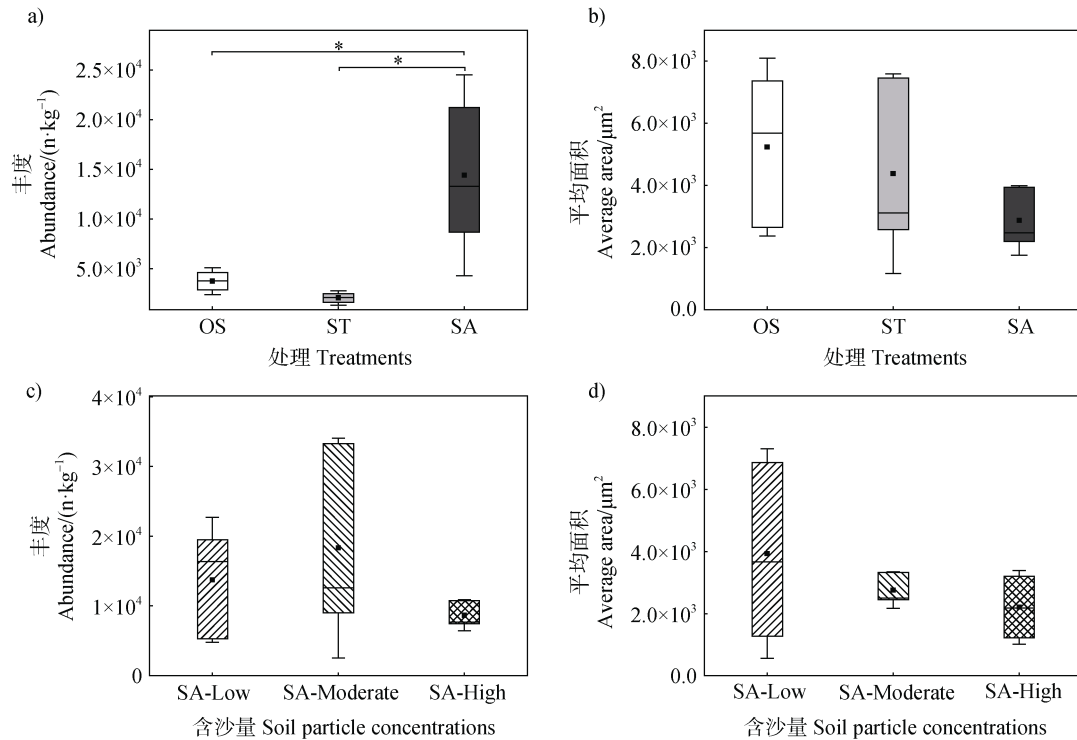 a)
*
*
2.5×10⁴
2.0×10⁴
1.5×10⁴
1.0×10⁴
5.0×10³
丰度
Abundance/(n·kg⁻¹)
OS ST SA
处理 Treatments
b)
8.0×10³
6.0×10³
4.0×10³
2.0×10³
0.0
平均面积
Average area/μm²
OS ST SA
处理 Treatments
c)
4×10⁴
3×10⁴
2×10⁴
1×10⁴
0
丰度
Abundance/(n·kg⁻¹)
SA-Low SA-Moderate SA-High
含沙量 Soil particle concentrations
d)
8.0×10³
6.0×10³
4.0×10³
2.0×10³
0.0
平均面积
Average area/μm²
SA-Low SA-Moderate SA-High
含沙量 Soil particle concentrations